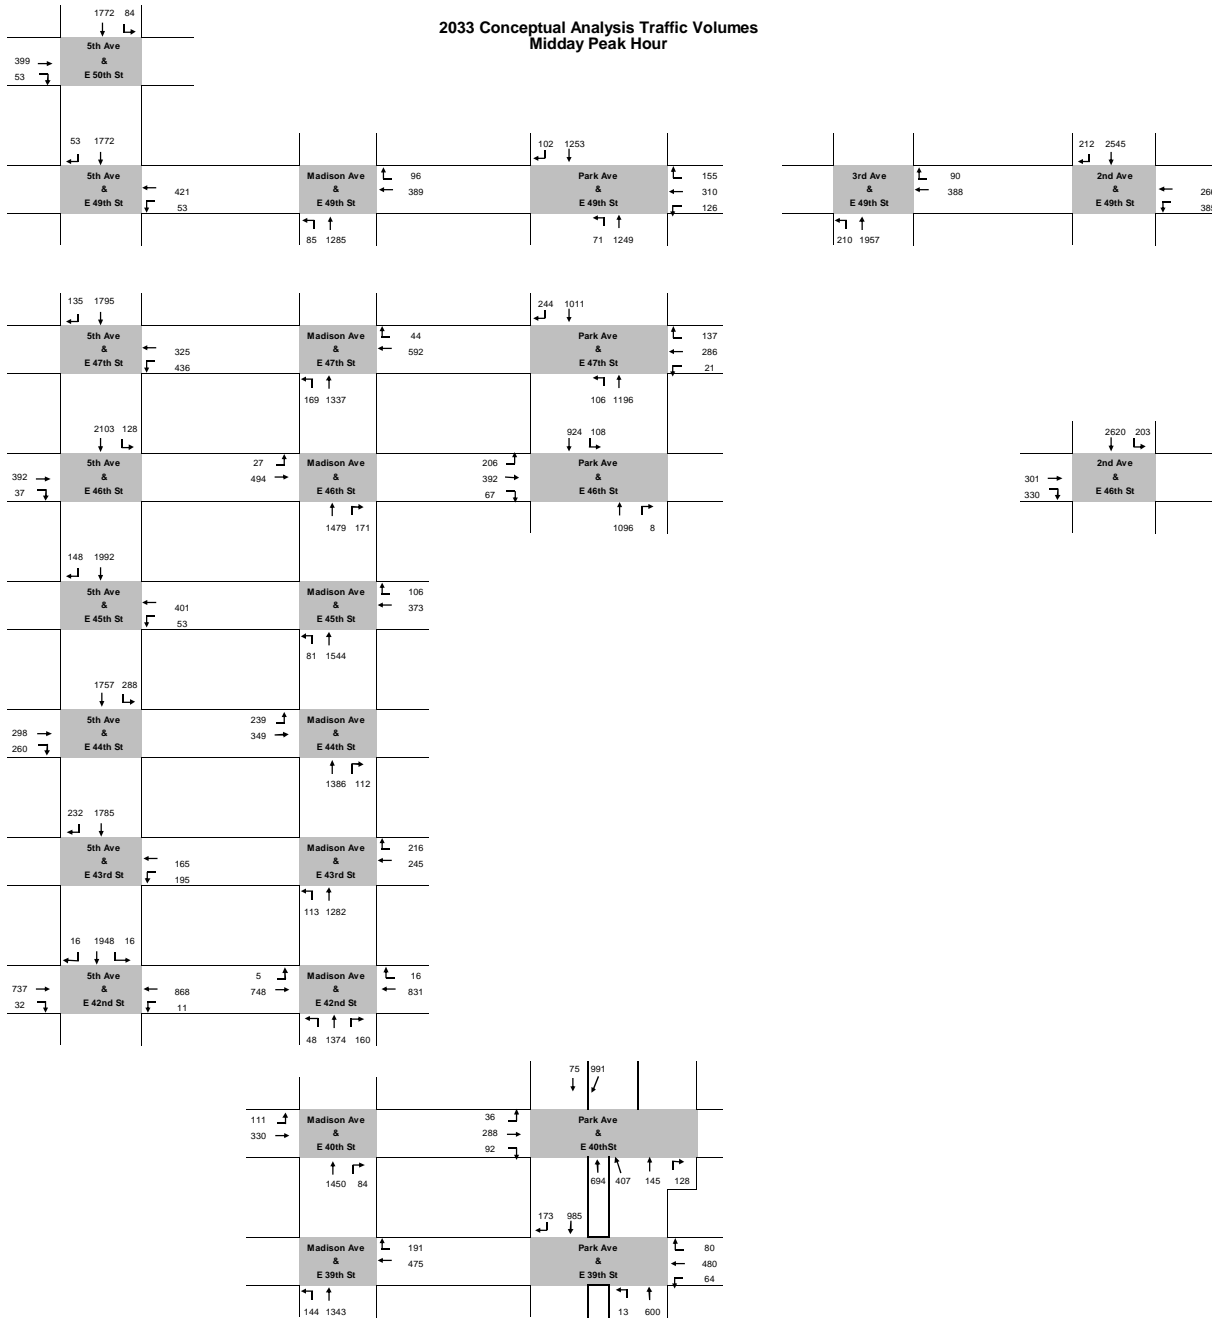 2033 Conceptual Analysis Traffic Volumes
Midday Peak Hour
1772 84
5th Ave
&
E 50th St
399
53
53 1772
5th Ave
&
E 49th St
421
53
Madison Ave
&
E 49th St
96
389
85 1285
102 1253
Park Ave
&
E 49th St
155
310
126
71 1249
3rd Ave
&
E 49th St
90
388
210 1957
212 2545
2nd Ave
&
E 49th St
135 1795
5th Ave
&
E 47th St
325
436
Madison Ave
&
E 47th St
44
592
169 1337
244 1011
Park Ave
&
E 47th St
137
286
21
106 1196
2103 128
392
37
5th Ave
&
E 46th St
27
494
Madison Ave
&
E 46th St
1479 171
924 108
206
392
67
Park Ave
&
E 46th St
1096 8
2620 203
301
330
2nd Ave
&
E 46th St
148 1992
5th Ave
&
E 45th St
401
53
Madison Ave
&
E 45th St
106
373
81 1544
1757 288
298
260
5th Ave
&
E 44th St
239
349
Madison Ave
&
E 44th St
1386 112
232 1785
5th Ave
&
E 43rd St
165
195
Madison Ave
&
E 43rd St
216
245
113 1282
16 1948 16
737
32
5th Ave
&
E 42nd St
868
11
5
748
Madison Ave
&
E 42nd St
16
831
48 1374 160
111
330
Madison Ave
&
E 40th St
1450 84
75 991
36
288
92
Park Ave
&
E 40thSt
694 407 145 128
Madison Ave
&
E 39th St
191
475
144 1343
173 985
Park Ave
&
E 39th St
80
480
64
13 600